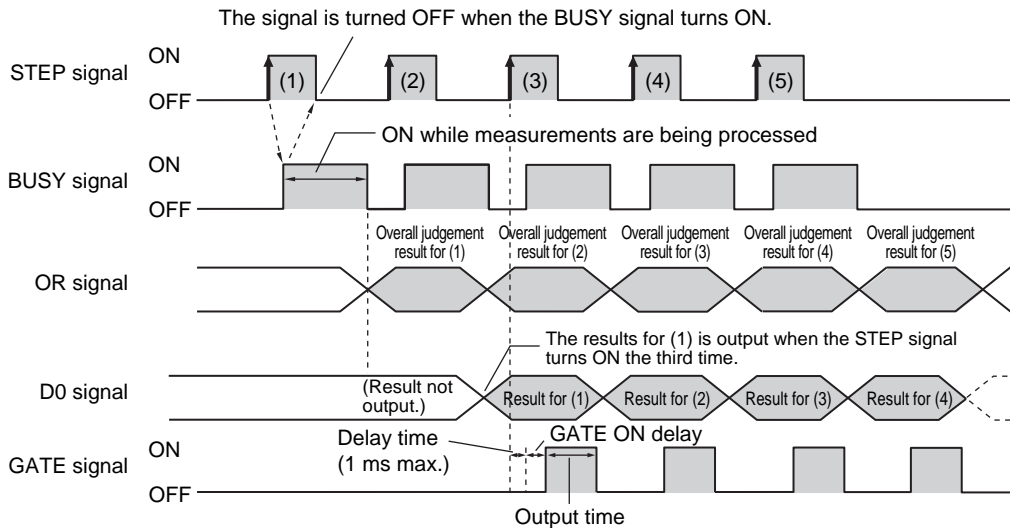 The signal is turned OFF when the BUSY signal turns ON.
STEP signal
ON
OFF
(1)
(2)
(3)
(4)
(5)
ON while measurements are being processed
BUSY signal
ON
OFF
Overall judgement
result for (1)
Overall judgement
result for (2)
Overall judgement
result for (3)
Overall judgement
result for (4)
Overall judgement
result for (5)
OR signal
The results for (1) is output when the STEP signal
turns ON the third time.
D0 signal
(Result not
output.)
Result for (1)
Result for (2)
Result for (3)
Result for (4)
Delay time
(1 ms max.)
GATE ON delay
GATE signal
ON
OFF
Output time